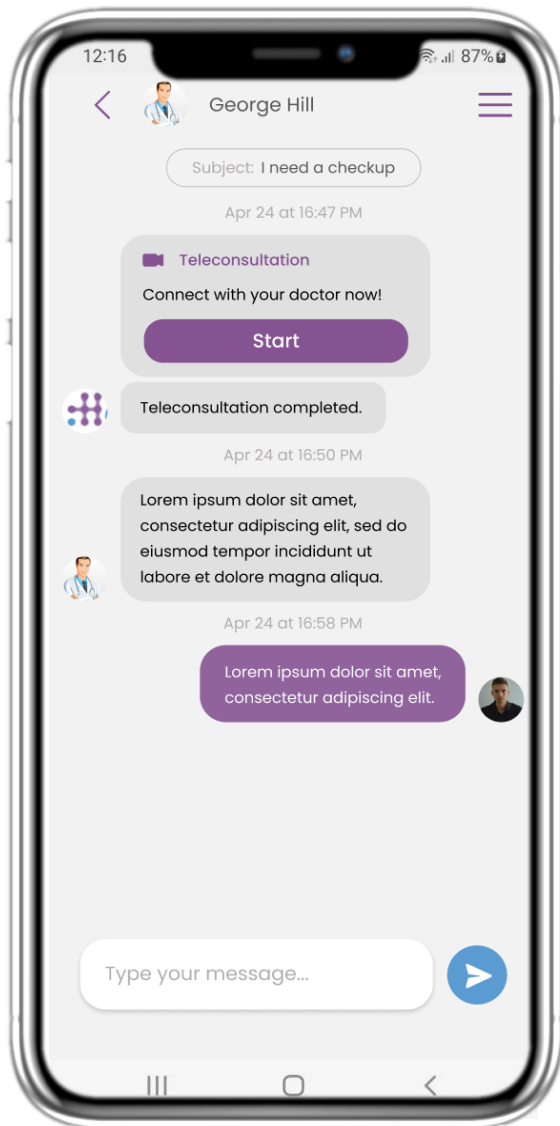 12:16
87%
George Hill
Subject: I need a checkup
Apr 24 at 16:47 PM
Teleconsultation
Connect with your doctor now!
Start
Teleconsultation completed.
Apr 24 at 16:50 PM
Lorem ipsum dolor sit amet,
consectetur adipiscing elit, sed do
eiusmod tempor incididunt ut
labore et dolore magna aliqua.
Apr 24 at 16:58 PM
Lorem ipsum dolor sit amet,
consectetur adipiscing elit.
Type your message...